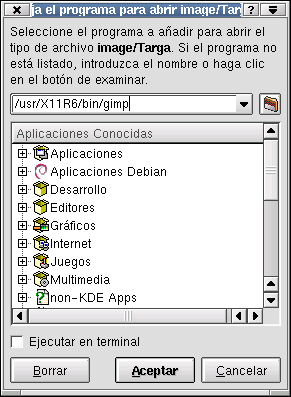 ja el programa para abrir image/Targ
Seleccione el programa a añadir para abrir el
tipo de archivo image/Targa. Si el programa no
está listado, introduzca el nombre o haga clic
en el botón de examinar.
/usr/X11R6/bin/gimp
Aplicaciones Conocidas
Aplicaciones
Aplicaciones Debian
Desarrollo
Editores
Gráficos
Internet
Juegos
Multimedia
non-KDE Apps
Ejecutar en terminal
Borrar
Aceptar
Cancelar